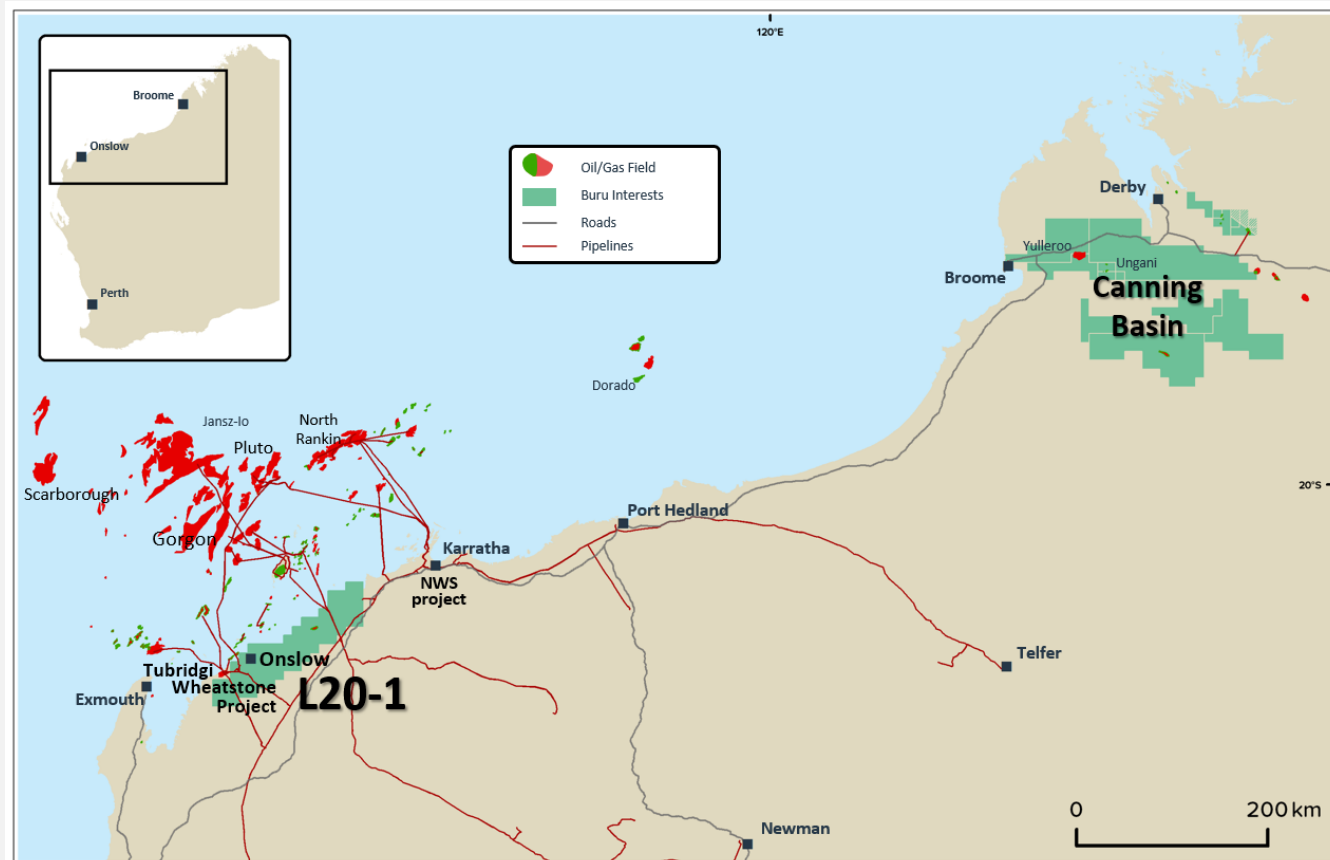 120°E
Broome
Onslow
Perth
Oil/Gas Field
Buru Interests
Roads
Pipelines
Derby
Yulleroo
Ungani
Broome
Canning
Basin
Dorado
Jansz-Io
North
Rankin
Pluto
Scarborough
20°S
Port Hedland
Gorgon
Karratha
NWS
project
Onslow
Telfer
Tubridgi
Wheatstone
Project
L20-1
Exmouth
0
200 km
Newman